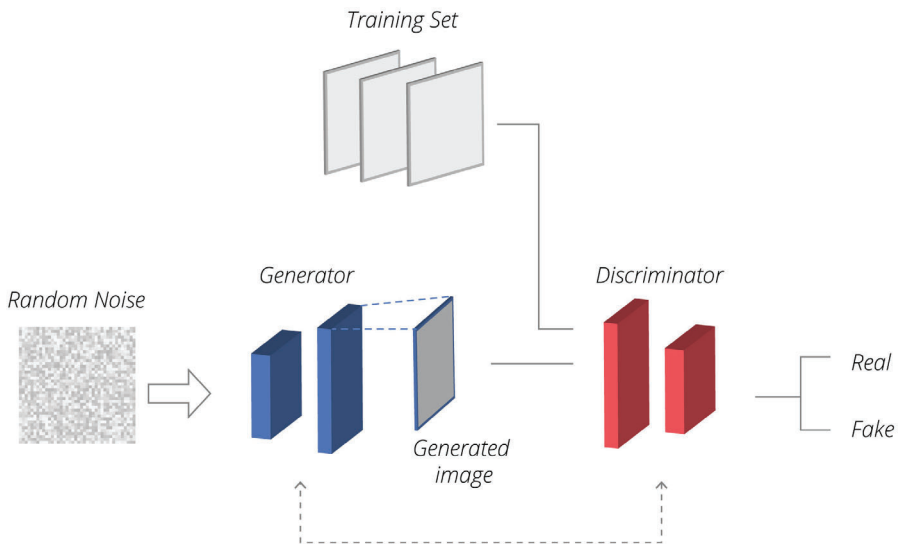 Training Set
Generator
Discriminator
Random Noise
Real
Fake
Generated
image